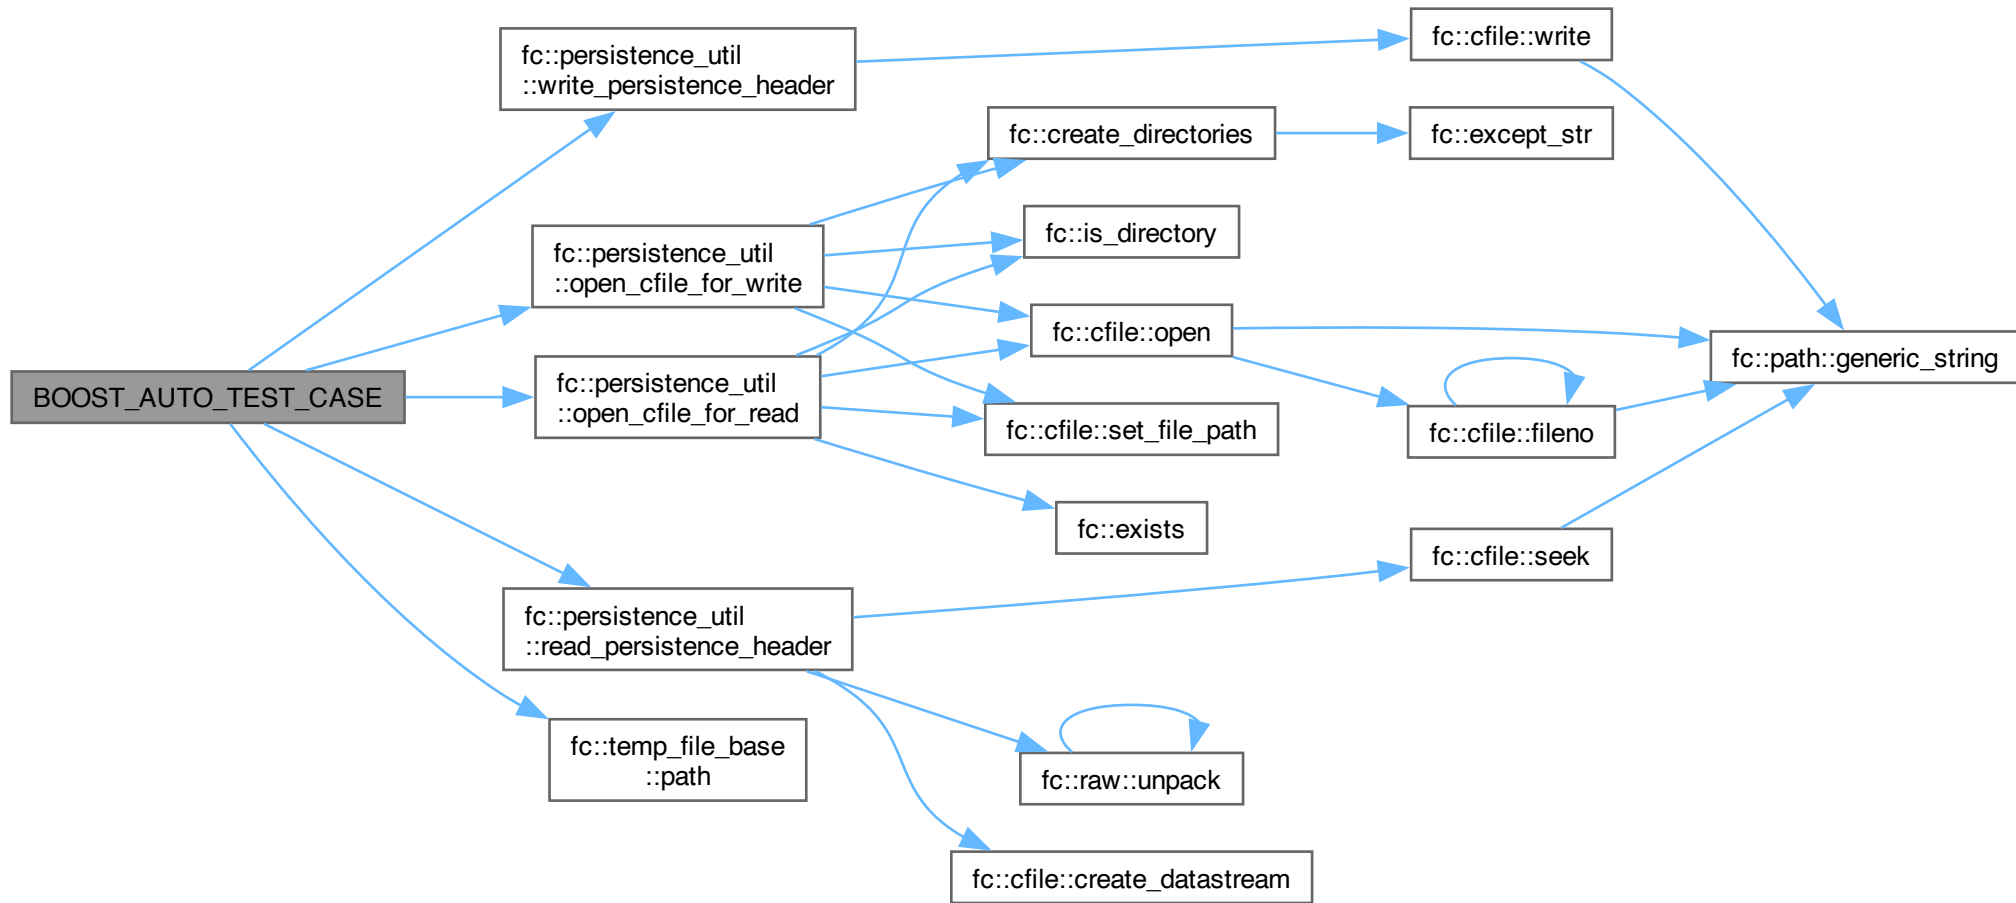 BOOST_AUTO_TEST_CASE
fc::persistence_util
::write_persistence_header
fc::cfile::write
fc::persistence_util
::open_cfile_for_write
fc::create_directories
fc::except_str
fc::is_directory
fc::cfile::open
fc::path::generic_string
fc::persistence_util
::open_cfile_for_read
fc::cfile::set_file_path
fc::cfile::fileno
fc::exists
fc::persistence_util
::read_persistence_header
fc::cfile::seek
fc::raw::unpack
fc::cfile::create_datastream
fc::temp_file_base
::path